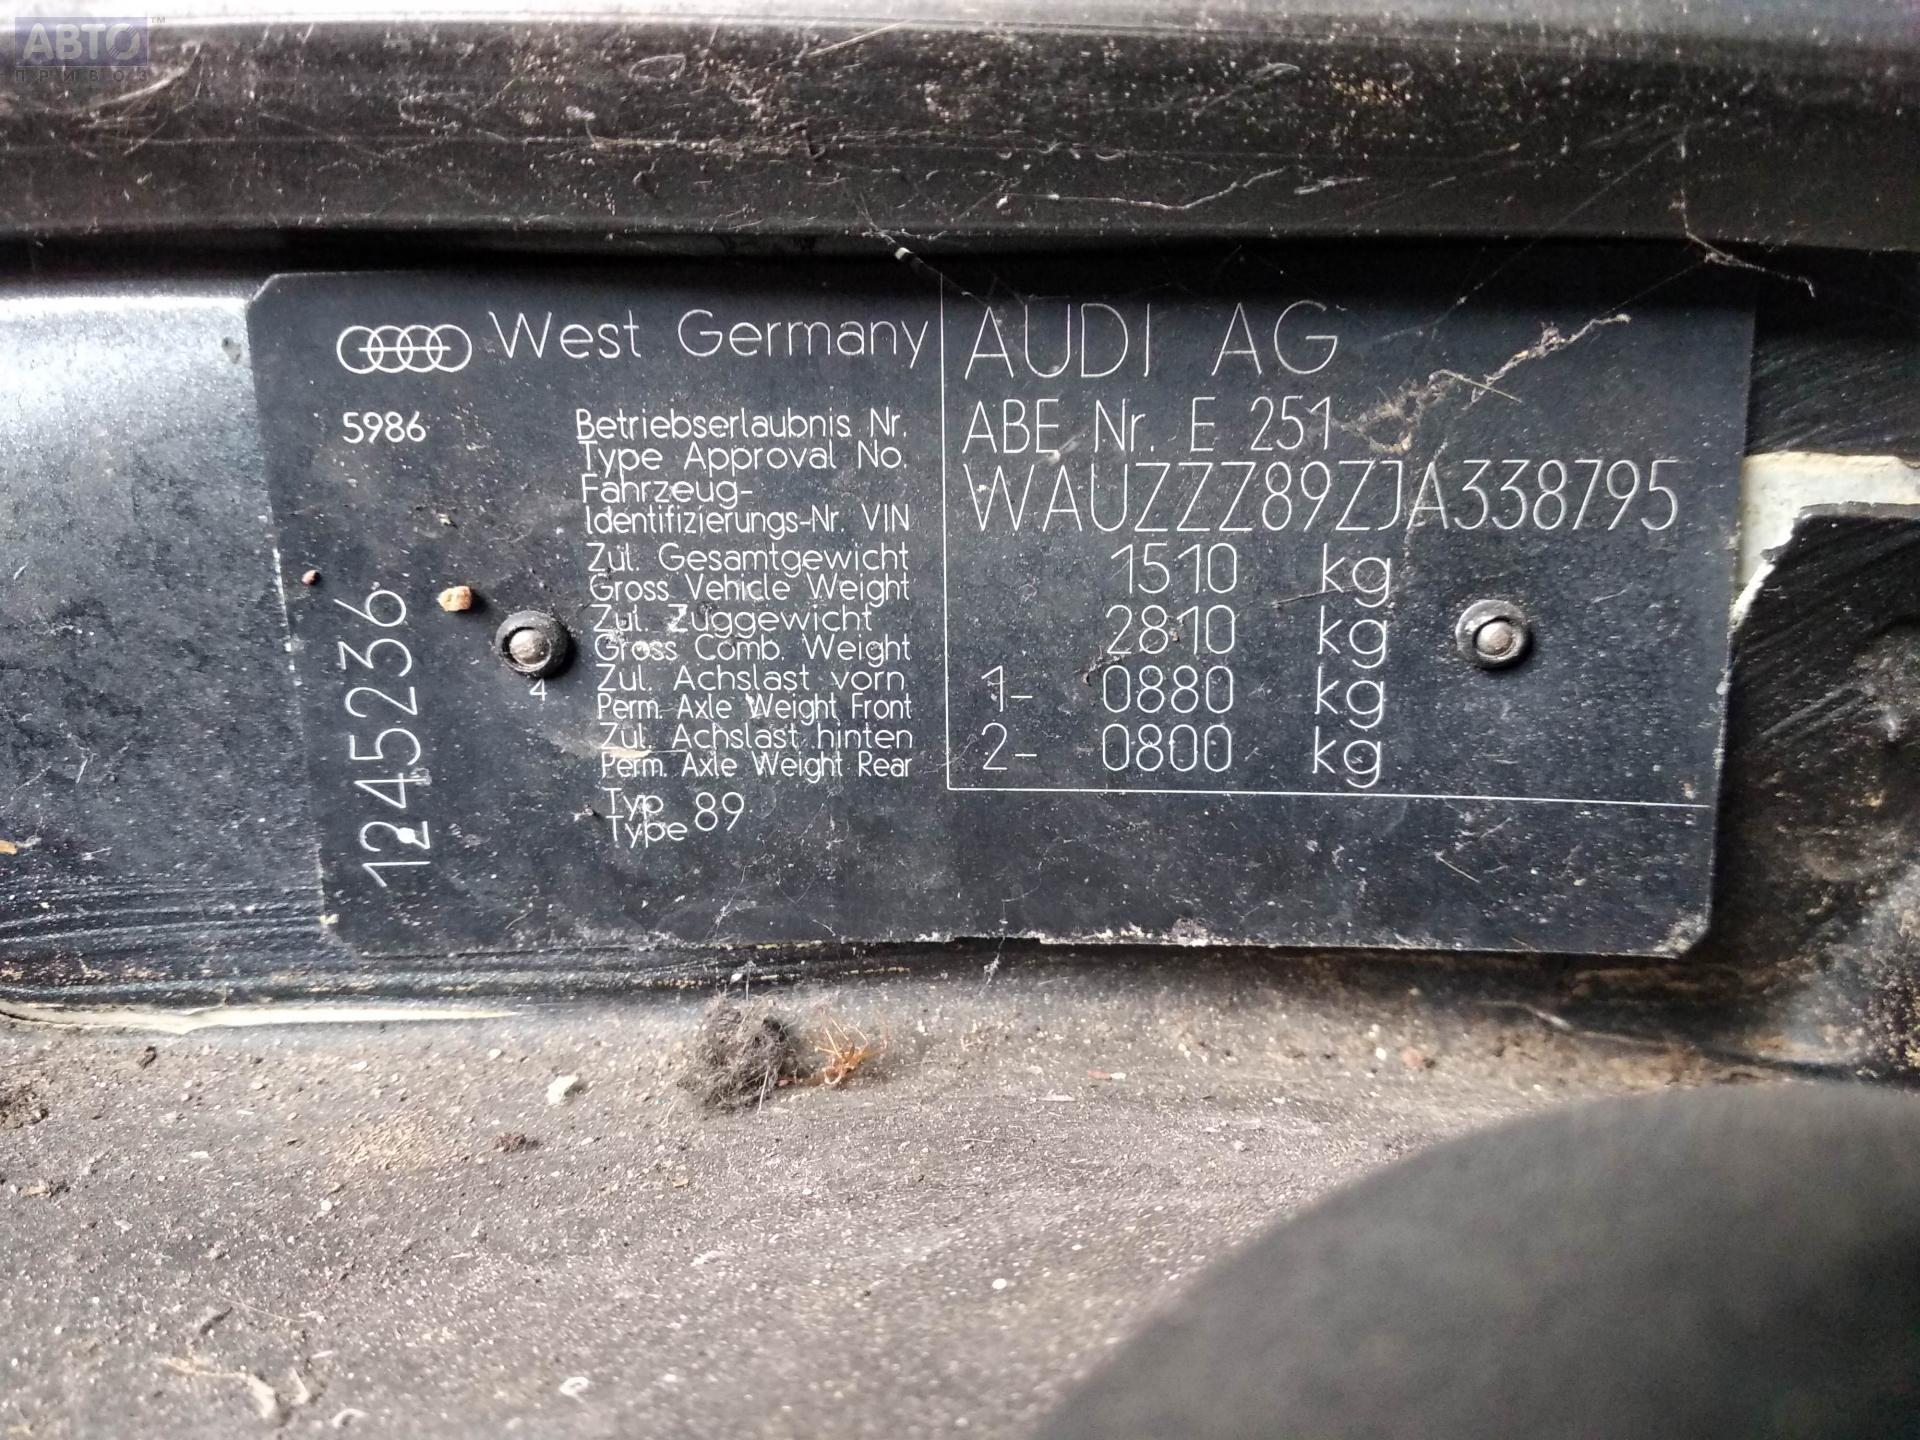 АВТО™
ПРИВОЗ
West Germany
AUDI AG
5986
Betriebserlaubnis Nr.
Type Approval No.
ABE Nr. E 251
Fahrzeug-
Identifizierungs-Nr. VIN
WAUZZZ89ZJA338795
Zul. Gesamtgewicht
Gross Vehicle Weight
1510 kg
Zul. Zuggewicht
Gross Comb. Weight
2810 kg
Zul. Achslast vorn
Perm. Axle Weight Front
1- 0880 kg
Zul. Achslast hinten
Perm. Axle Weight Rear
2- 0800 kg
Typ
Type 89
4
1245236